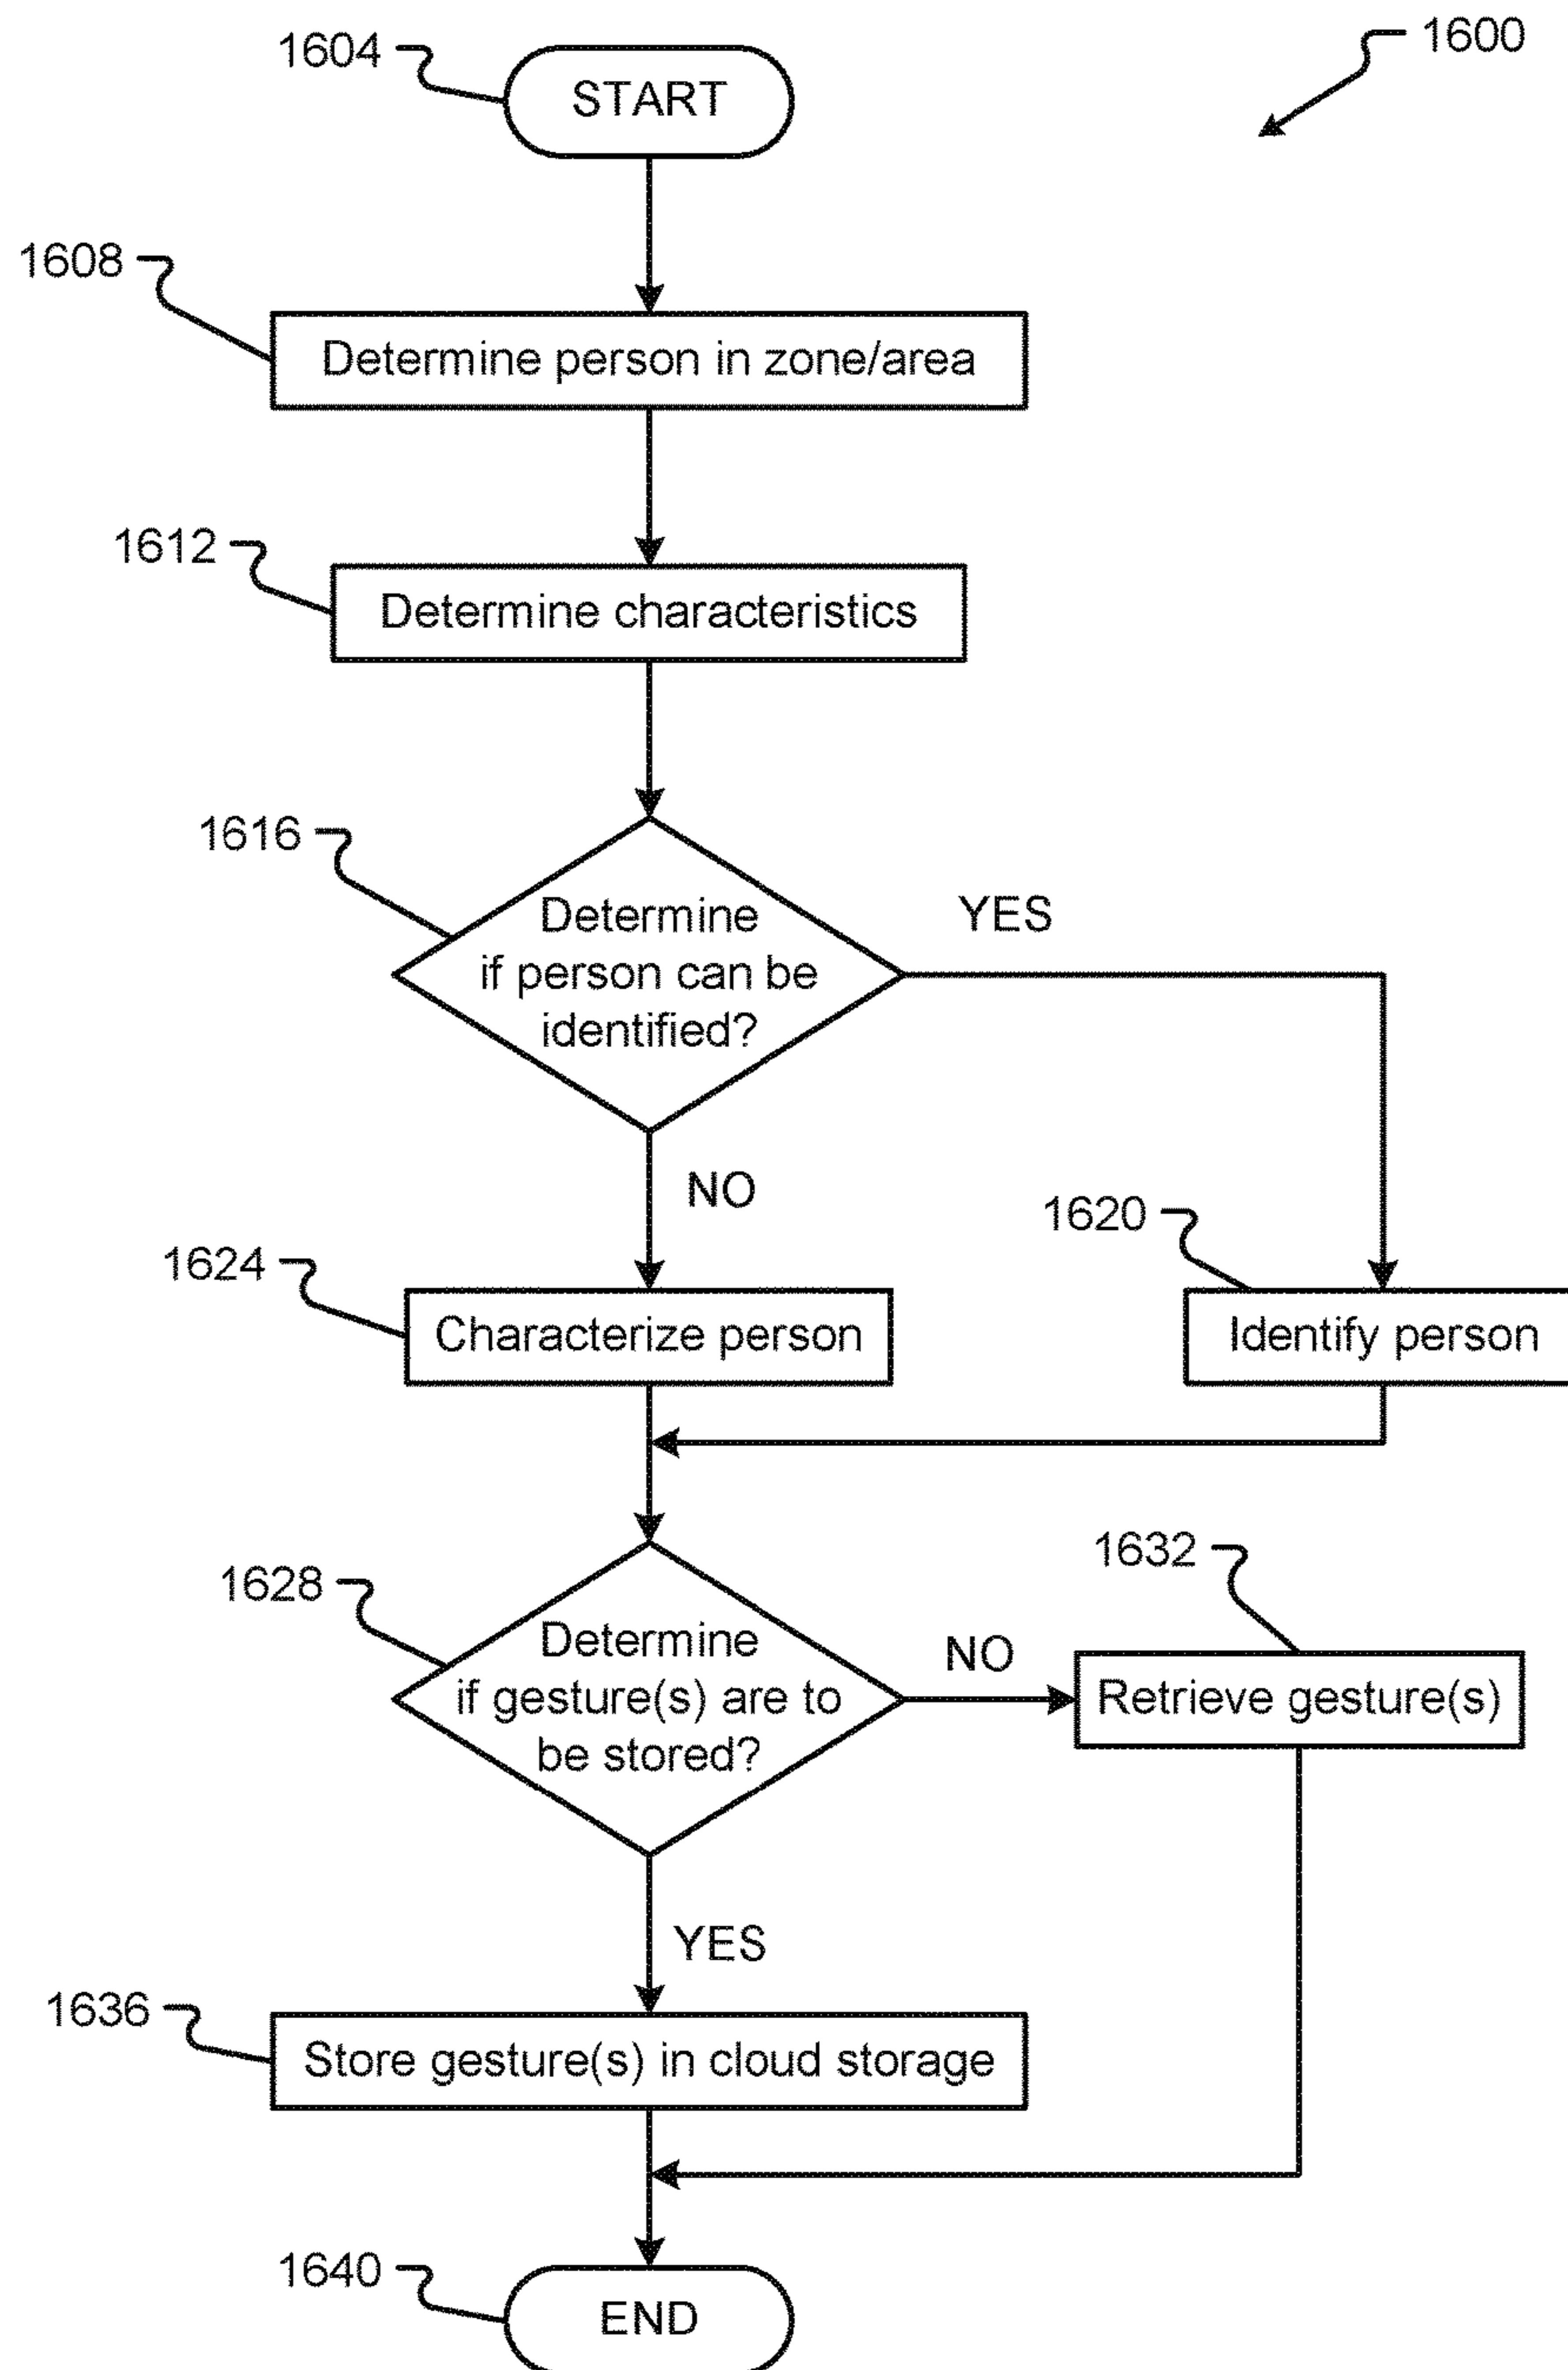 1600
1604
START
1608
Determine person in zone/area
1612
Determine characteristics
1616
Determine
if person can be
identified?
YES
NO
1620
1624
Characterize person
Identify person
1632
1628
Determine
if gesture(s) are to
be stored?
NO
Retrieve gesture(s)
YES
1636
Store gesture(s) in cloud storage
1640
END